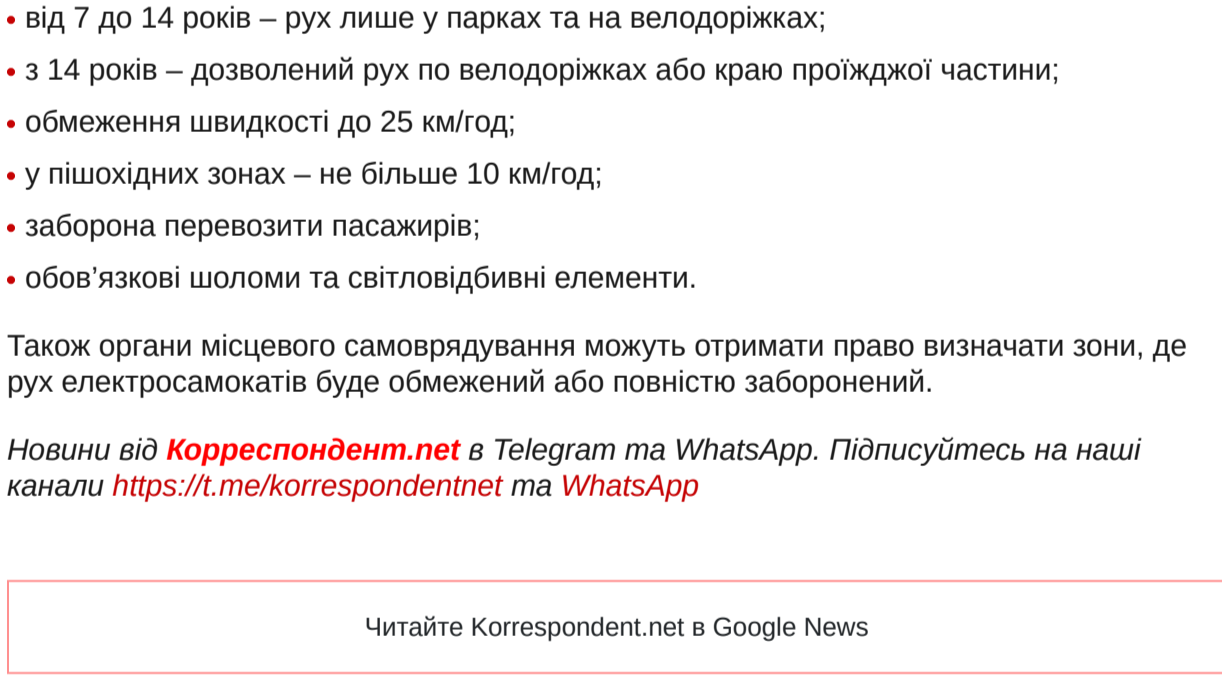 • від 7 до 14 років – рух лише у парках та на велодоріжках;
• з 14 років – дозволений рух по велодоріжках або краю проїжджої частини;
• обмеження швидкості до 25 км/год;
• у пішохідних зонах – не більше 10 км/год;
• заборона перевозити пасажирів;
• обов’язкові шоломи та світловідбивні елементи.
Також органи місцевого самоврядування можуть отримати право визначати зони, де
рух електросамокатів буде обмежений або повністю заборонений.
Новини від Корреспондент.net в Telegram та WhatsApp. Підписуйтесь на наші
канали https://t.me/korrespondentnet та WhatsApp
Читайте Korrespondent.net в Google News